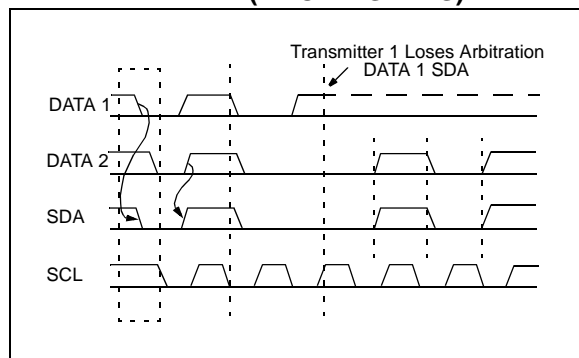 Transmitter 1 Loses Arbitration
DATA 1 SDA
DATA 1
DATA 2
SDA
SCL